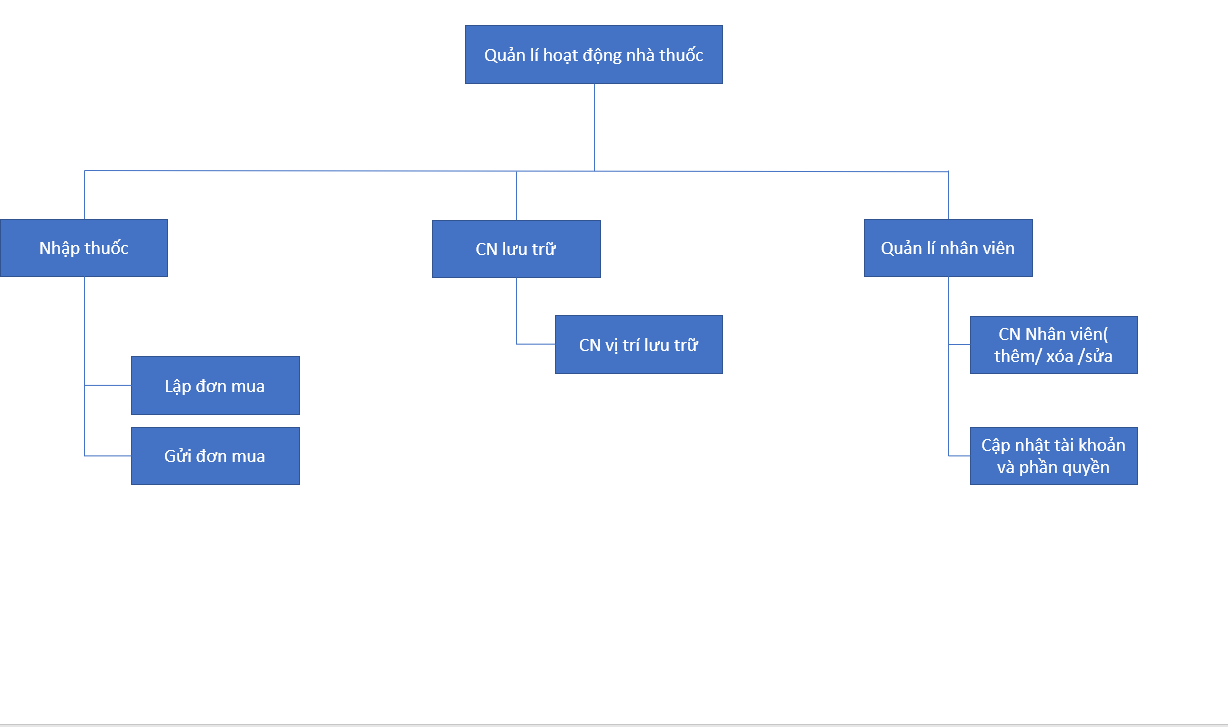 Quản lí hoạt động nhà thuốc
Nhập thuốc
CN lưu trữ
Quản lí nhân viên
CN vị trí lưu trữ
CN Nhân viên(
thêm/ xóa /sửa
Lập đơn mua
Gửi đơn mua
Cập nhật tài khoản
và phần quyền